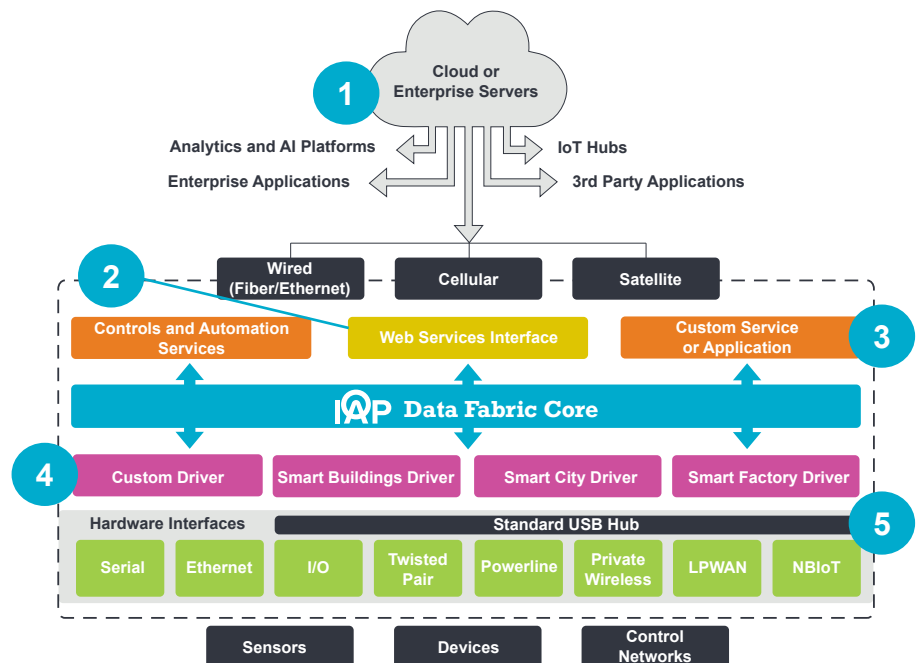 Cloud or
Enterprise Servers
1
Analytics and AI Platforms
IoT Hubs
Enterprise Applications
3rd Party Applications
2
Wired
(Fiber/Ethernet)
Cellular
Satellite
Controls and Automation
Services
Web Services Interface
Custom Service
or Application
3
IAP Data Fabric Core
4
Custom Driver
Smart Buildings Driver
Smart City Driver
Smart Factory Driver
Hardware Interfaces
Standard USB Hub
5
Serial
Ethernet
I/O
Twisted
Pair
Powerline
Private
Wireless
LPWAN
NBIoT
Sensors
Devices
Control
Networks